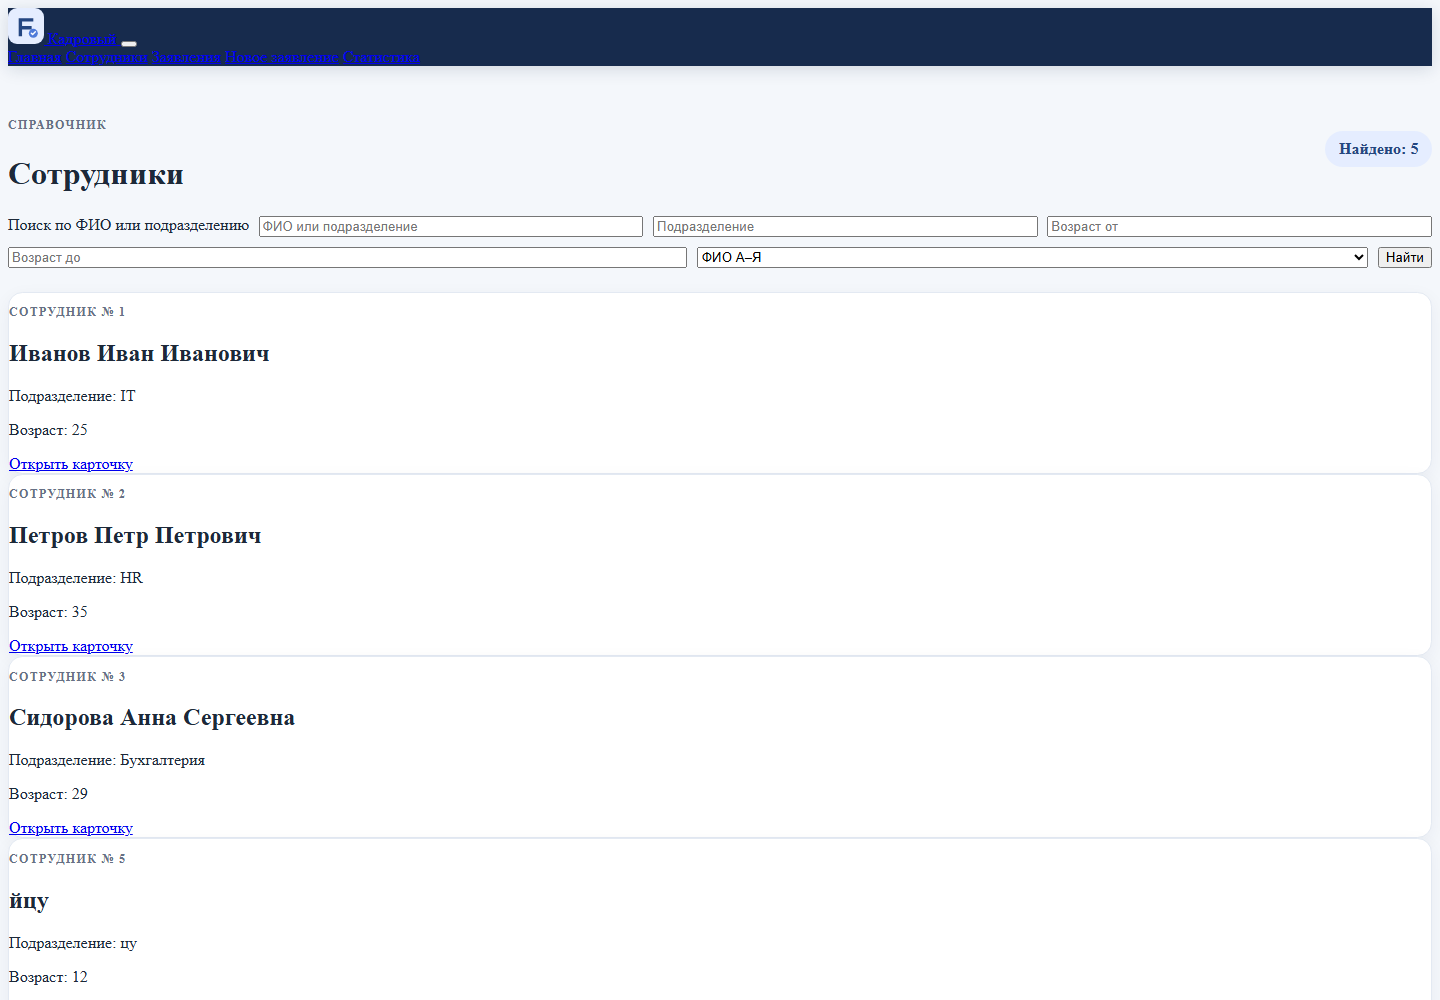 F
Кадровый
Главная Сотрудники Заявления Новое заявление Статистика
СПРАВОЧНИК
Сотрудники
Найдено: 5
Поиск по ФИО или подразделению ФИО или подразделение Подразделение Возраст от
Возраст до ФИО А–Я Найти
СОТРУДНИК № 1
Иванов Иван Иванович
Подразделение: IT
Возраст: 25
Открыть карточку
СОТРУДНИК № 2
Петров Петр Петрович
Подразделение: HR
Возраст: 35
Открыть карточку
СОТРУДНИК № 3
Сидорова Анна Сергеевна
Подразделение: Бухгалтерия
Возраст: 29
Открыть карточку
СОТРУДНИК № 5
йцу
Подразделение: цу
Возраст: 12